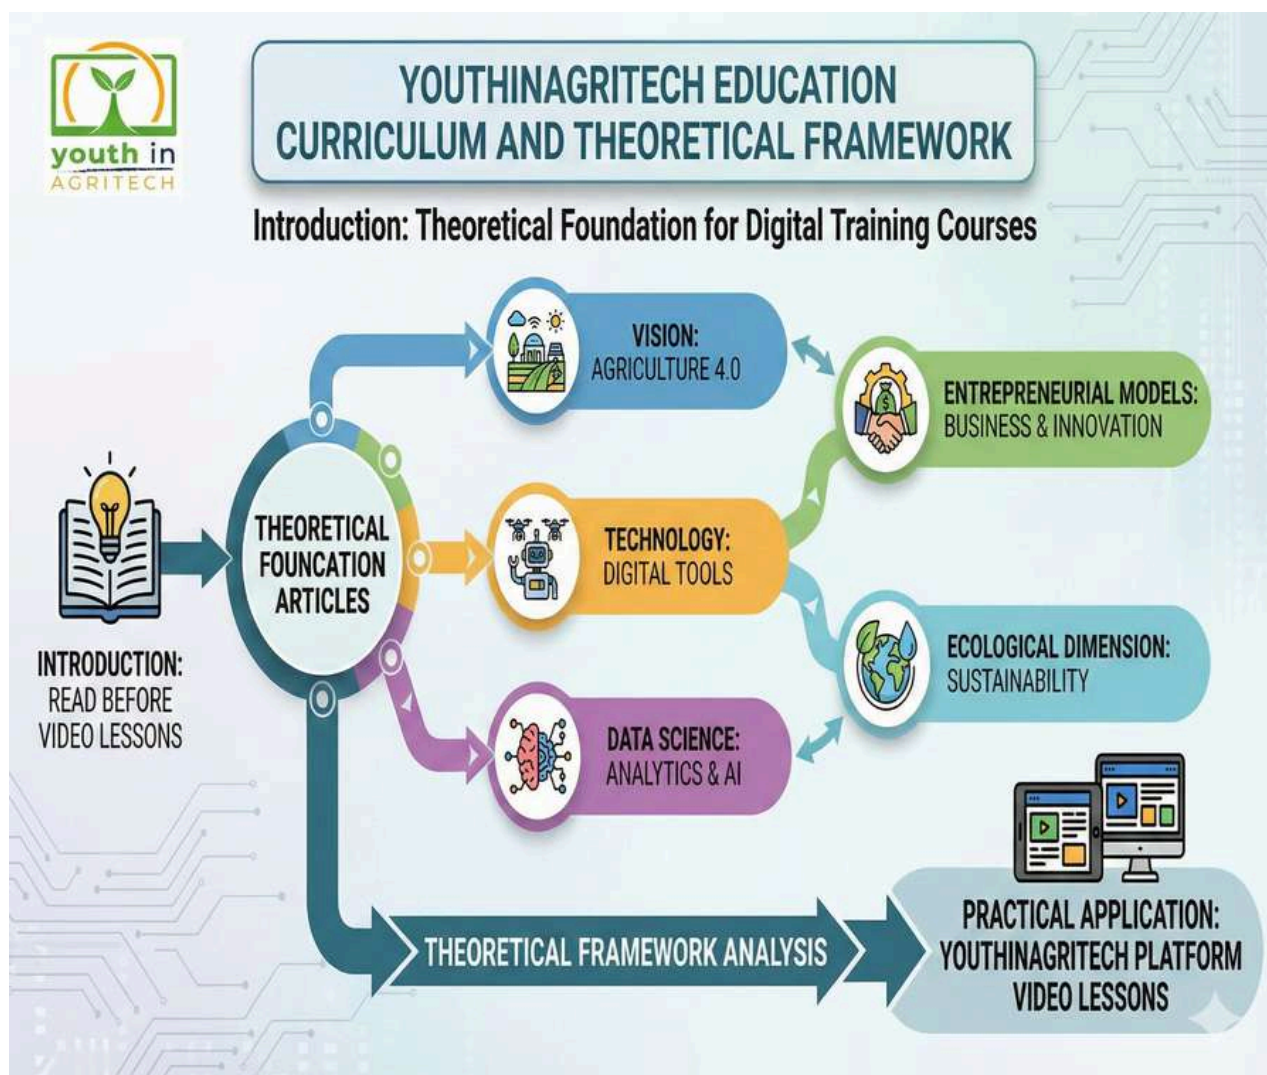 youth in
AGRITECH
YOUTHINAGRITECH EDUCATION
CURRICULUM AND THEORETICAL FRAMEWORK
Introduction: Theoretical Foundation for Digital Training Courses
VISION:
AGRICULTURE 4.0
ENTREPRENEURIAL MODELS:
BUSINESS & INNOVATION
THEORETICAL
FOUNCATION
ARTICLES
TECHNOLOGY:
DIGITAL TOOLS
INTRODUCTION:
READ BEFORE
VIDEO LESSONS
ECOLOGICAL DIMENSION:
SUSTAINABILITY
DATA SCIENCE:
ANALYTICS & AI
THEORETICAL FRAMEWORK ANALYSIS
PRACTICAL APPLICATION:
YOUTHINAGRITECH PLATFORM
VIDEO LESSONS